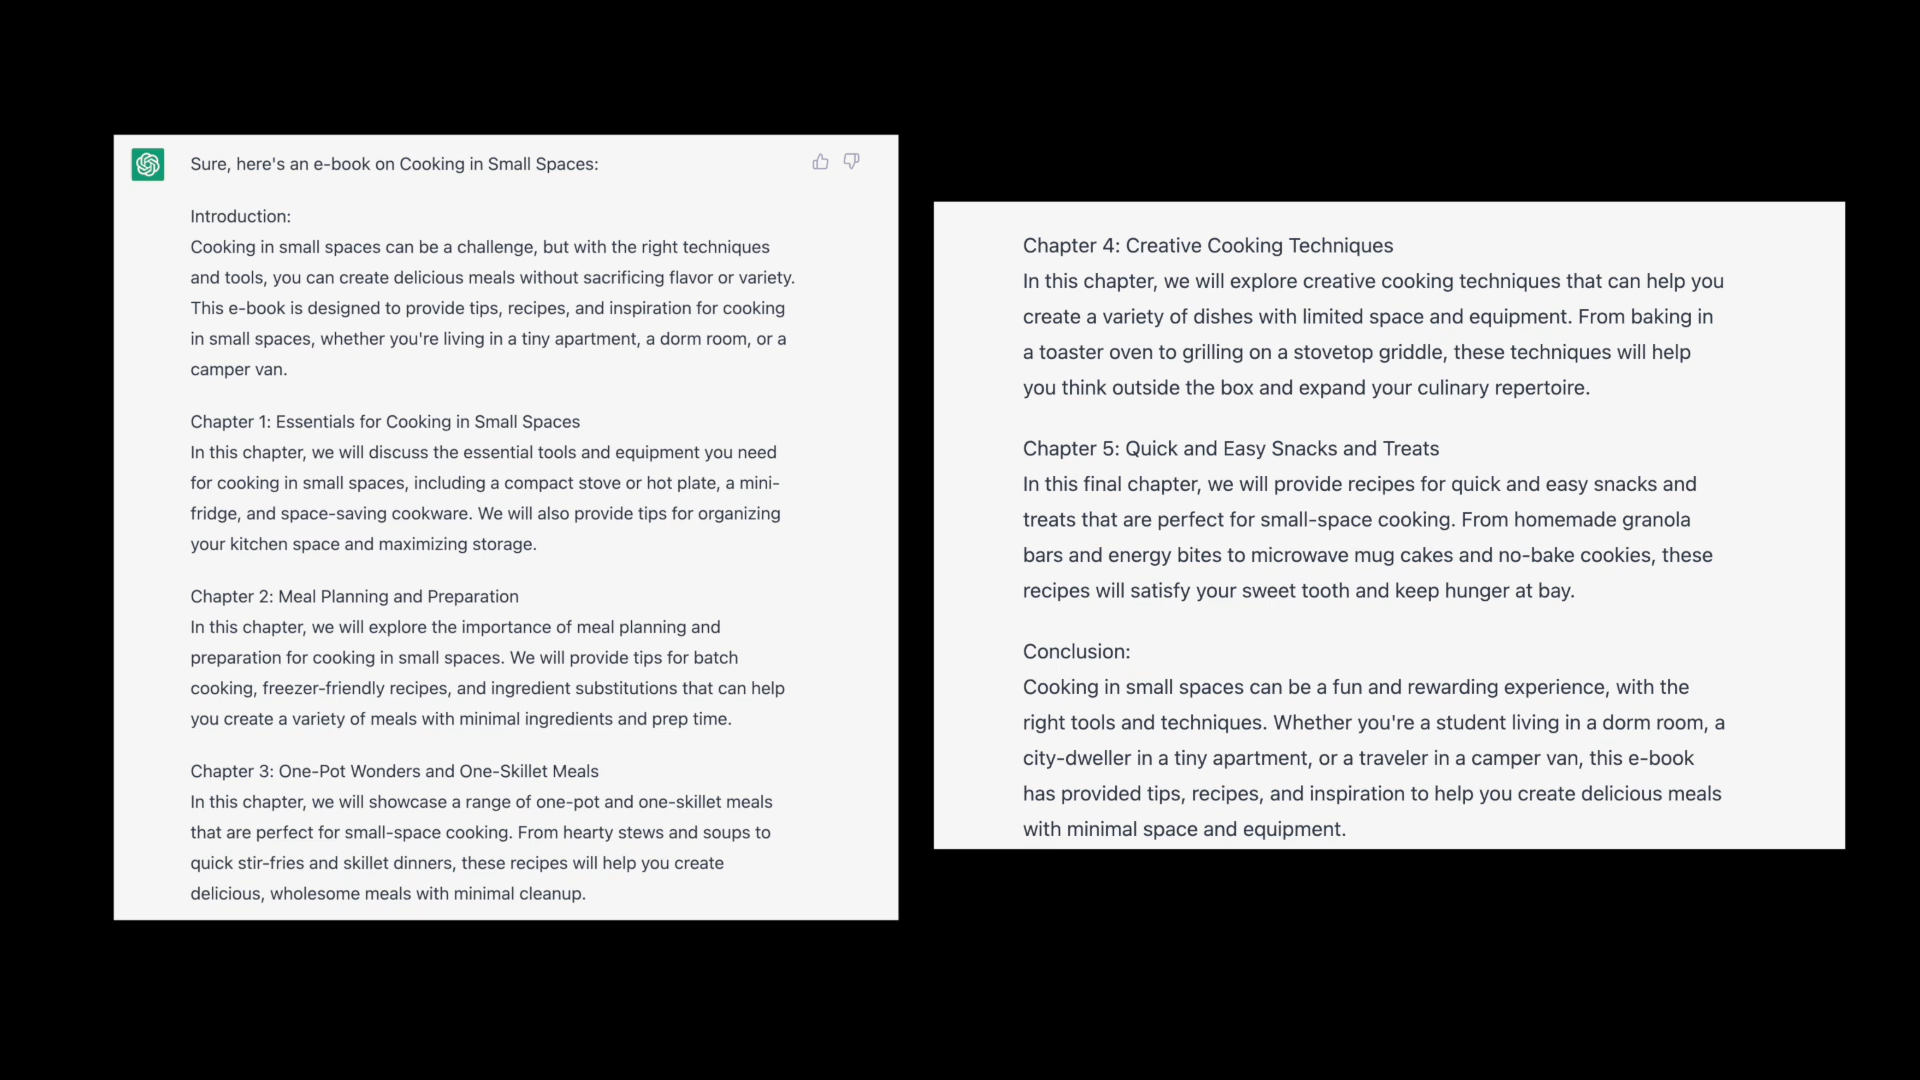 Sure, here's an e-book on Cooking in Small Spaces:
Introduction:
Cooking in small spaces can be a challenge, but with the right techniques
and tools, you can create delicious meals without sacrificing flavor or variety.
This e-book is designed to provide tips, recipes, and inspiration for cooking
in small spaces, whether you're living in a tiny apartment, a dorm room, or a
camper van.
Chapter 1: Essentials for Cooking in Small Spaces
In this chapter, we will discuss the essential tools and equipment you need
for cooking in small spaces, including a compact stove or hot plate, a mini-
fridge, and space-saving cookware. We will also provide tips for organizing
your kitchen space and maximizing storage.
Chapter 2: Meal Planning and Preparation
In this chapter, we will explore the importance of meal planning and
preparation for cooking in small spaces. We will provide tips for batch
cooking, freezer-friendly recipes, and ingredient substitutions that can help
you create a variety of meals with minimal ingredients and prep time.
Chapter 3: One-Pot Wonders and One-Skillet Meals
In this chapter, we will showcase a range of one-pot and one-skillet meals
that are perfect for small-space cooking. From hearty stews and soups to
quick stir-fries and skillet dinners, these recipes will help you create
delicious, wholesome meals with minimal cleanup.
Chapter 4: Creative Cooking Techniques
In this chapter, we will explore creative cooking techniques that can help you
create a variety of dishes with limited space and equipment. From baking in
a toaster oven to grilling on a stovetop griddle, these techniques will help
you think outside the box and expand your culinary repertoire.
Chapter 5: Quick and Easy Snacks and Treats
In this final chapter, we will provide recipes for quick and easy snacks and
treats that are perfect for small-space cooking. From homemade granola
bars and energy bites to microwave mug cakes and no-bake cookies, these
recipes will satisfy your sweet tooth and keep hunger at bay.
Conclusion:
Cooking in small spaces can be a fun and rewarding experience, with the
right tools and techniques. Whether you're a student living in a dorm room, a
city-dweller in a tiny apartment, or a traveler in a camper van, this e-book
has provided tips, recipes, and inspiration to help you create delicious meals
with minimal space and equipment.